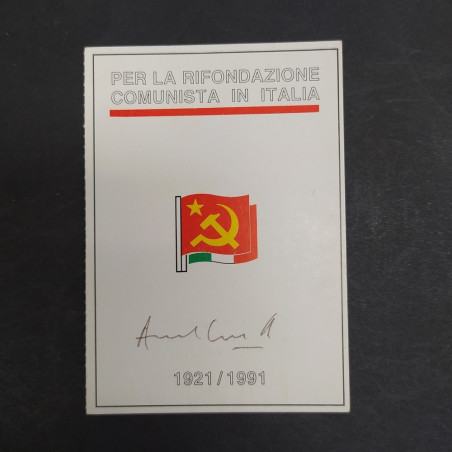 PER LA RIFONDAZIONE
COMUNISTA IN ITALIA
1921/1991